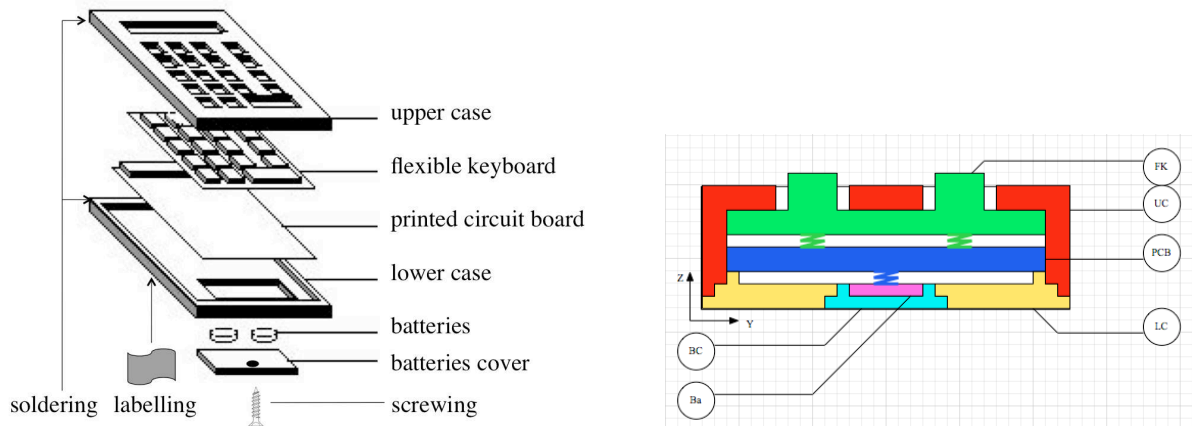 upper case
flexible keyboard
printed circuit board
lower case
batteries
batteries cover
soldering labelling screwing
FK
UC
PCB
LC
Z
Y
BC
Ba